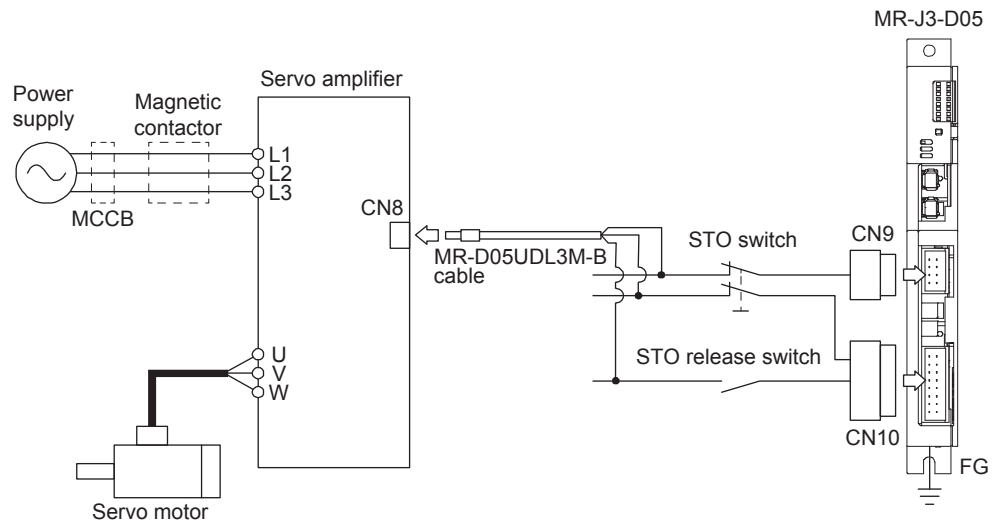 MR-J3-D05
Servo amplifier
Power
supply
Magnetic
contactor
L1
L2
L3
MCCB
CN8
MR-D05UDL3M-B
cable
STO switch
CN9
STO release switch
CN10
FG
U
V
W
Servo motor